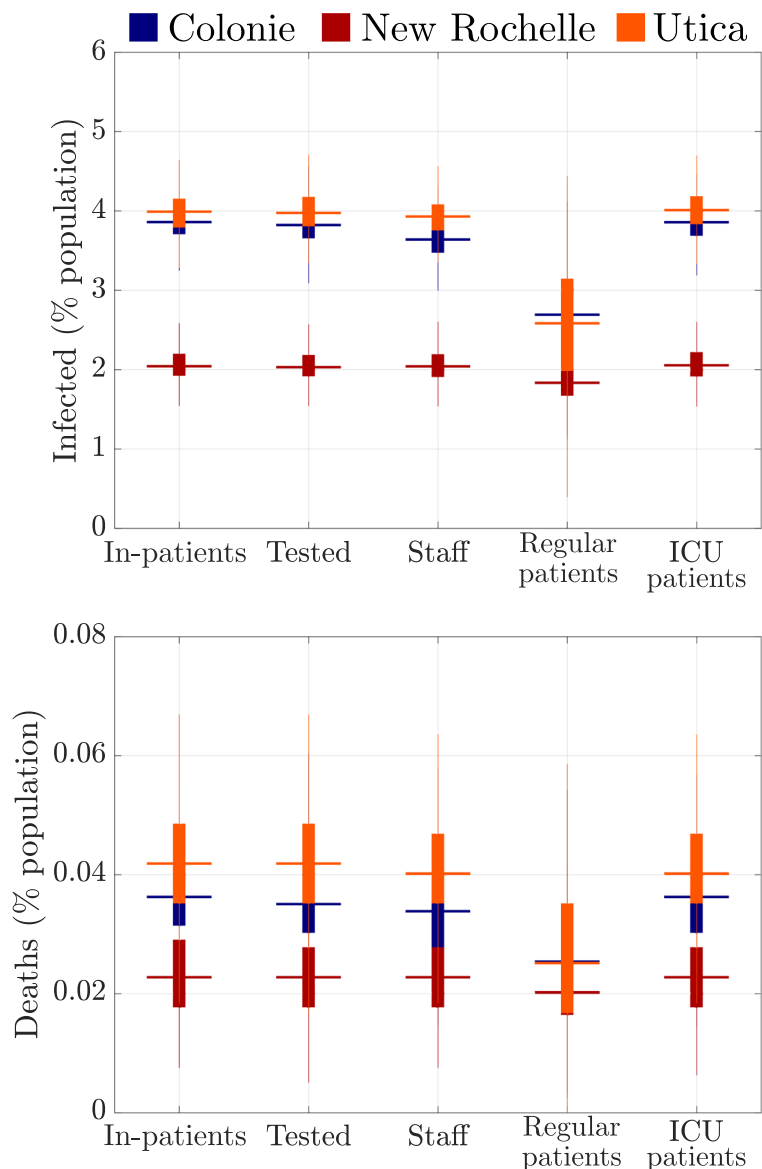 Colonie New Rochelle Utica
6
5
4
3
2
1
0
Infected (% population)
In-patients Tested Staff Regular patients ICU patients
0.08
0.06
0.04
0.02
0
Deaths (% population)
In-patients Tested Staff Regular patients ICU patients